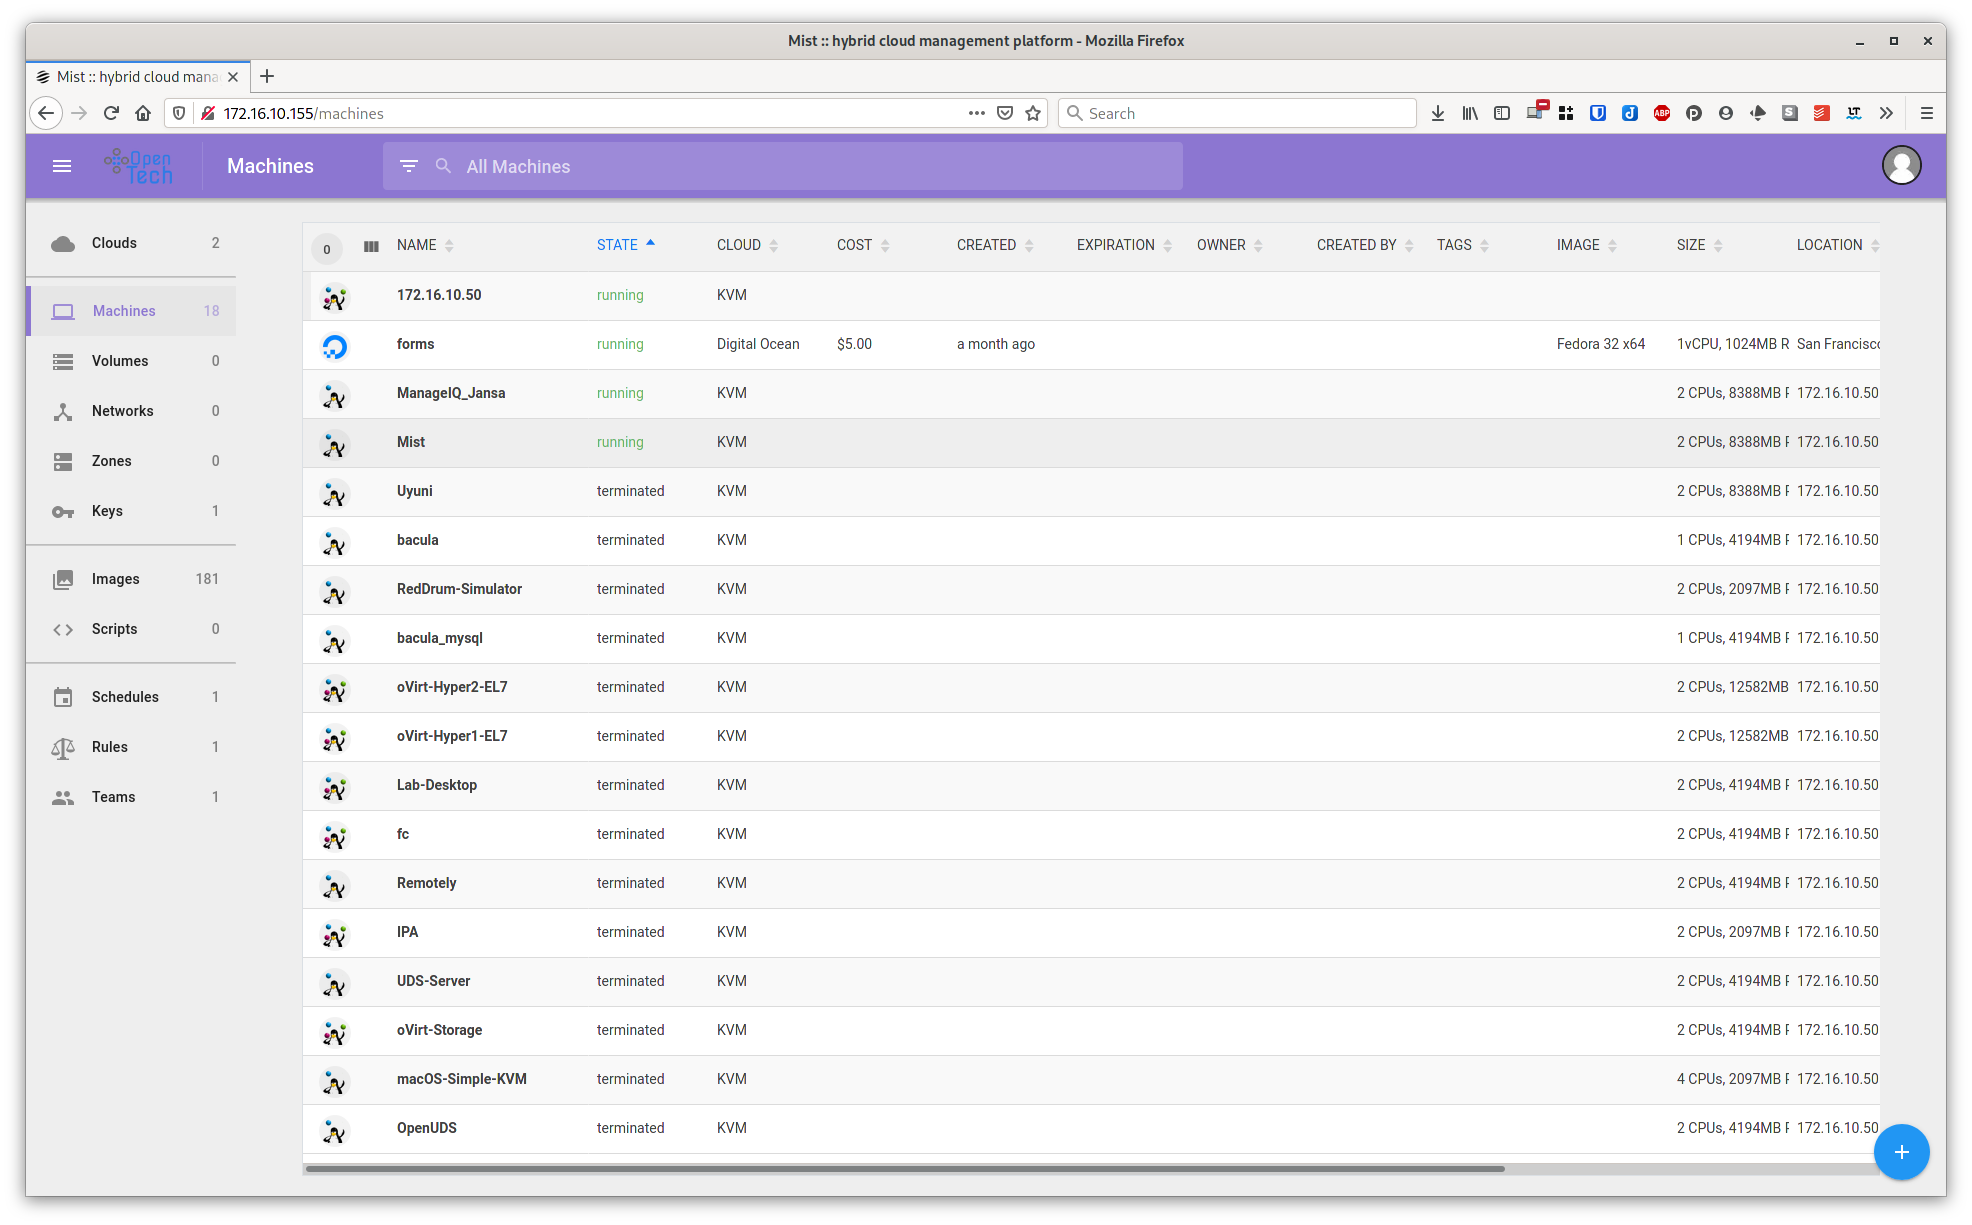 Mist :: hybrid cloud management platform - Mozilla Firefox
Mist :: hybrid cloud mana
172.16.10.155/machines
Search
ABP
LT
Open Tech
Machines
All Machines
Clouds 2
Machines 18
Volumes 0
Networks 0
Zones 0
Keys 1
Images 181
Scripts 0
Schedules 1
Rules 1
Teams 1
0 NAME STATE CLOUD COST CREATED EXPIRATION OWNER CREATED BY TAGS IMAGE SIZE LOCATION
172.16.10.50 running KVM
forms running Digital Ocean $5.00 a month ago Fedora 32 x64 1vCPU, 1024MB R San Francisco
ManageIQ_Jansa running KVM 2 CPUs, 8388MB 172.16.10.50
Mist running KVM 2 CPUs, 8388MB 172.16.10.50
Uyuni terminated KVM 2 CPUs, 8388MB 172.16.10.50
bacula terminated KVM 1 CPUs, 4194MB 172.16.10.50
RedDrum-Simulator terminated KVM 2 CPUs, 2097MB 172.16.10.50
bacula_mysql terminated KVM 1 CPUs, 4194MB 172.16.10.50
oVirt-Hyper2-EL7 terminated KVM 2 CPUs, 12582MB 172.16.10.50
oVirt-Hyper1-EL7 terminated KVM 2 CPUs, 12582MB 172.16.10.50
Lab-Desktop terminated KVM 2 CPUs, 4194MB 172.16.10.50
fc terminated KVM 2 CPUs, 4194MB 172.16.10.50
Remotely terminated KVM 2 CPUs, 4194MB 172.16.10.50
IPA terminated KVM 2 CPUs, 2097MB 172.16.10.50
UDS-Server terminated KVM 2 CPUs, 4194MB 172.16.10.50
oVirt-Storage terminated KVM 2 CPUs, 4194MB 172.16.10.50
macOS-Simple-KVM terminated KVM 4 CPUs, 2097MB 172.16.10.50
OpenUDS terminated KVM 2 CPUs, 4194MB 172.16.10.50